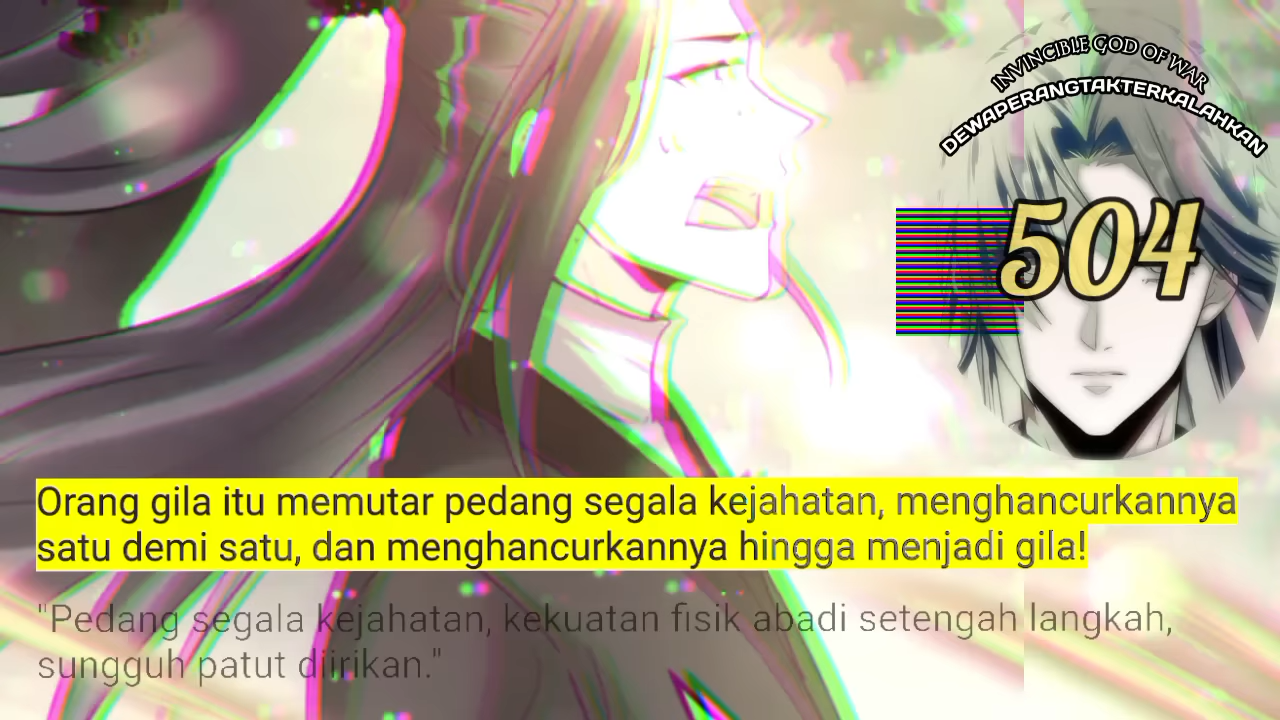 INVINCIBLE GOD OF WAR
DEWAPERANGTAKTERKALAHKAN
504
Orang gila itu memutar pedang segala kejahatan, menghancurkannya
satu demi satu, dan menghancurkannya hingga menjadi gila!
"Pedang segala kejahatan, kekuatan fisik abadi setengah langkah,
sungguh patut diirikan."